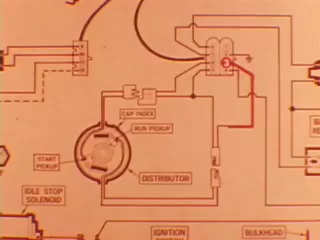 CAP INDEX
RUN PICKUP
START
PICKUP
DISTRIBUTOR
IDLE STOP
SOLENOID
IGNITION
BULKHEAD